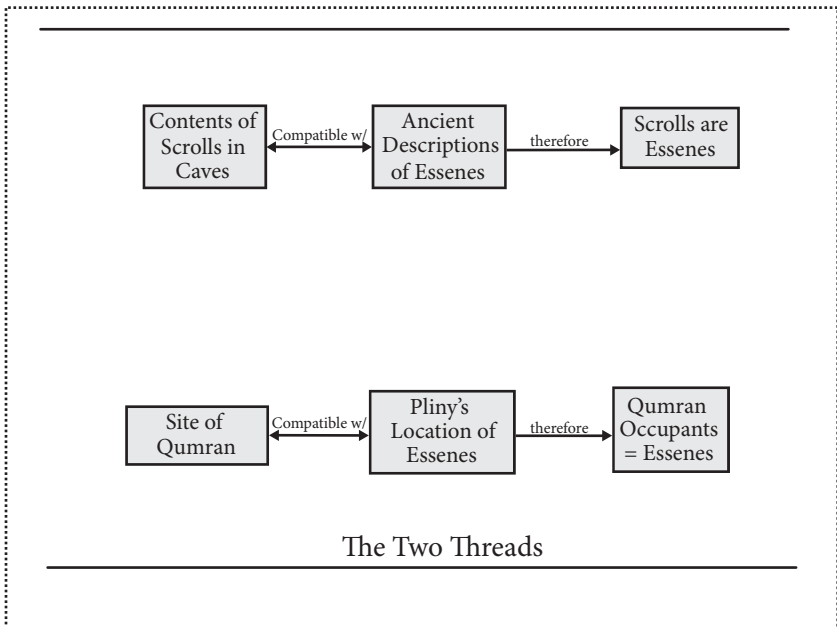 Contents of
Scrolls in
Caves
Compatible w/
Ancient
Descriptions
of Essenes
therefore
Scrolls are
Essenes
Site of
Qumran
Compatible w/
Pliny's
Location of
Essenes
therefore
Qumran
Occupants
= Essenes
The Two Threads